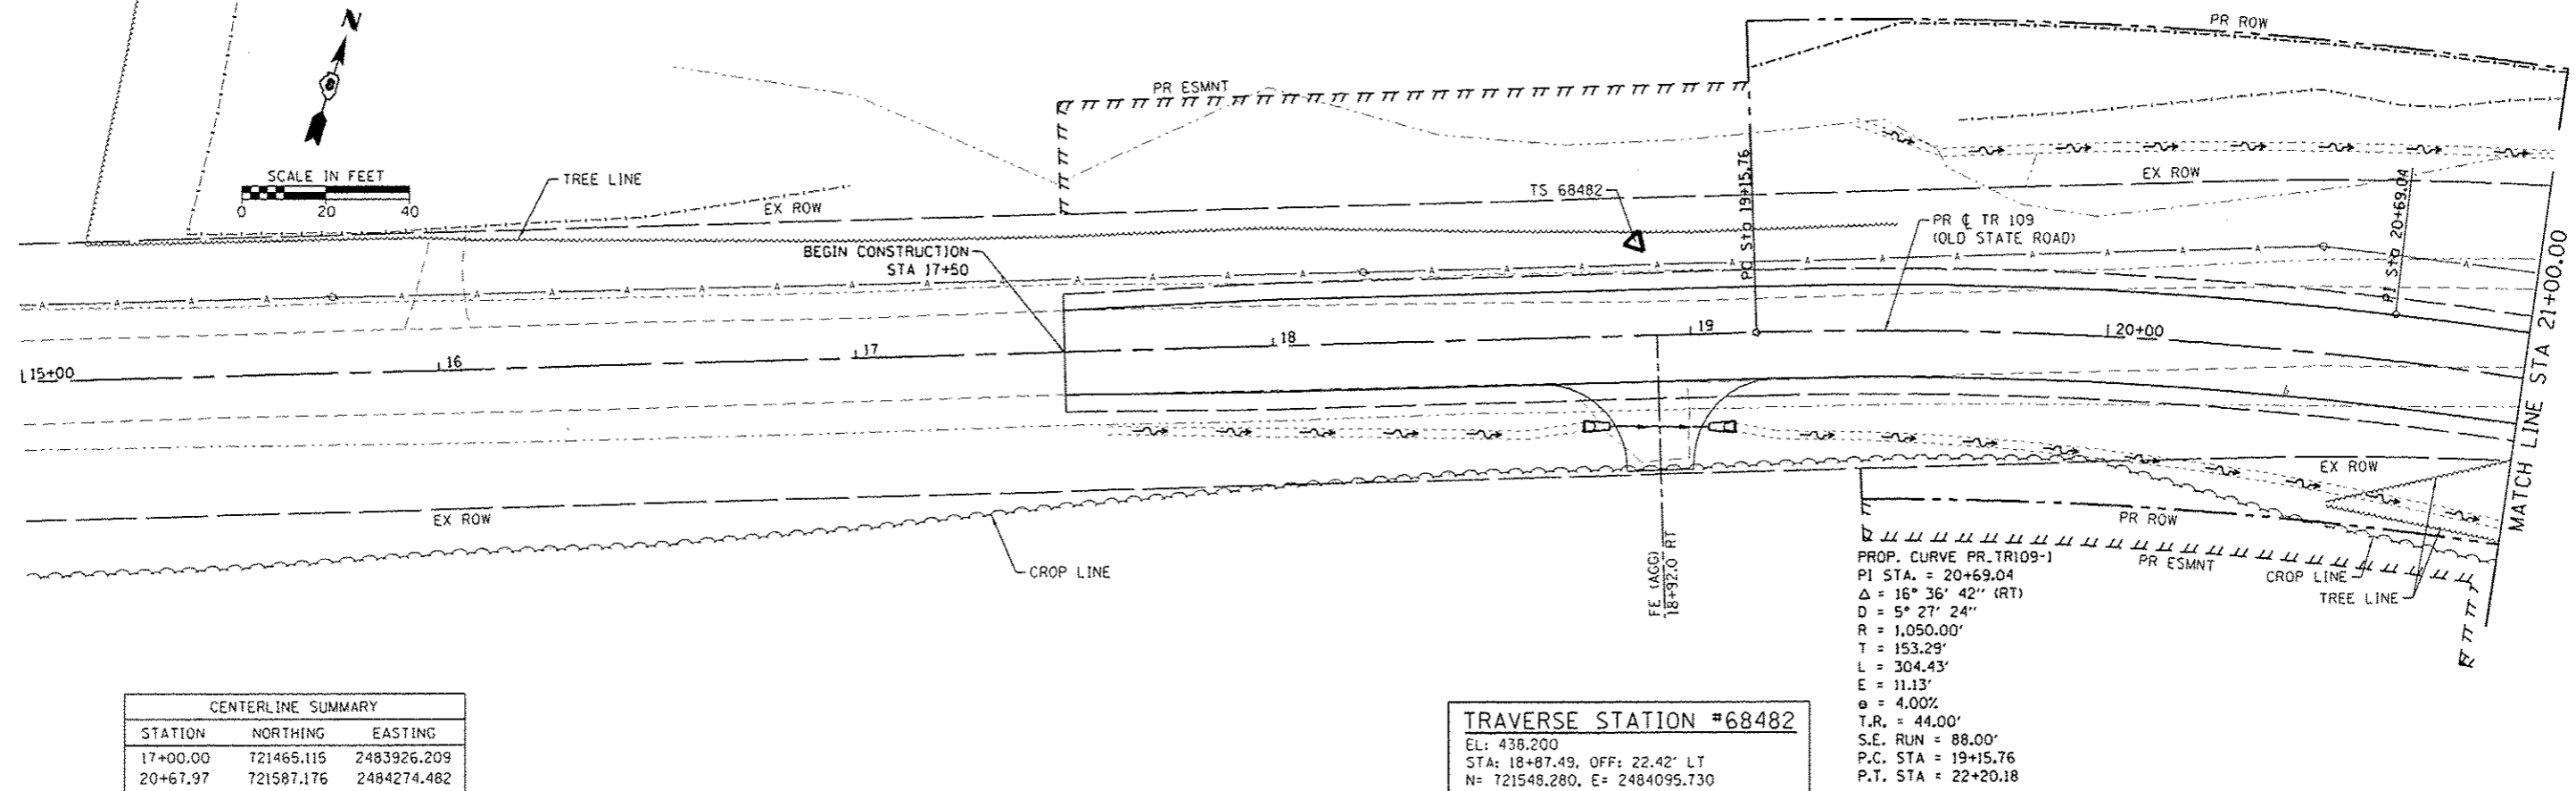 PR ROW
N
PR ESMNT
SCALE IN FEET
0 20 40
TREE LINE
EX ROW
TS 68482
PC Sta 19+15.76
EX ROW
PI Sta 20+69.04
PR ℄ TR 109
(OLD STATE ROAD)
BEGIN CONSTRUCTION
STA 17+50
15+00
16
17
18
19
20+00
MATCH LINE STA 21+00.00
EX ROW
EX ROW
PR ROW
CROP LINE
FE (AGG)
18+92.0 RT
PR ESMNT
CROP LINE
TREE LINE
PROP. CURVE PR_TR109-1
PI STA. = 20+69.04
Δ = 16° 36' 42'' (RT)
D = 5° 27' 24''
R = 1,050.00'
T = 153.29'
L = 304.43'
E = 11.13'
e = 4.00%
T.R. = 44.00'
S.E. RUN = 88.00'
P.C. STA = 19+15.76
P.T. STA = 22+20.18
CENTERLINE SUMMARY
STATION NORTHING EASTING
17+00.00 721465.115 2483926.209
20+67.97 721587.176 2484274.482
TRAVERSE STATION #68482
EL: 438.200
STA: 18+87.49, OFF: 22.42' LT
N= 721548.280, E= 2484095.730